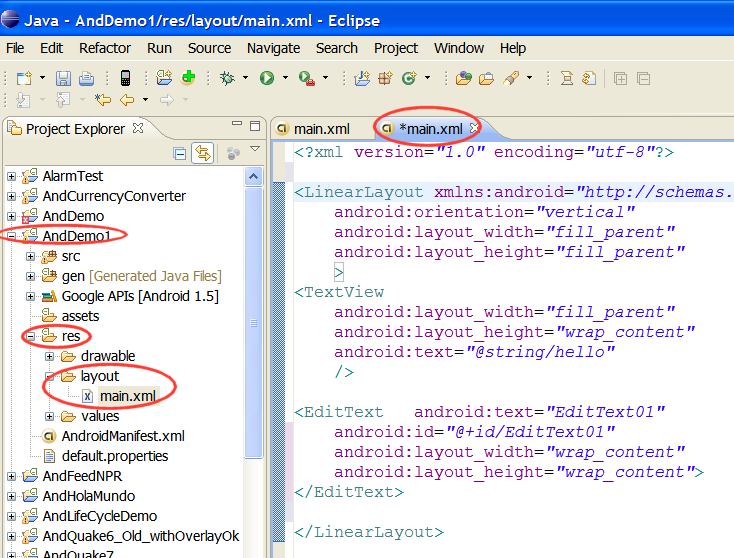 Java - AndDemo1/res/layout/main.xml - Eclipse
File Edit Refactor Run Source Navigate Search Project Window Help
Project Explorer
AlarmTest
AndCurrencyConverter
AndDemo
AndDemo1
src
gen [Generated Java Files]
Google APIs [Android 1.5]
assets
res
drawable
layout
main.xml
values
AndroidManifest.xml
default.properties
AndFeedNPR
AndHolaMundo
AndLifeCycleDemo
AndQuake6_Old_withOverlayOk
AndQuake7
main.xml *main.xml
<?xml version="1.0" encoding="utf-8"?>
<LinearLayout xmlns:android="http://schemas.
android:orientation="vertical"
android:layout_width="fill_parent"
android:layout_height="fill_parent"
>
<TextView
android:layout_width="fill_parent"
android:layout_height="wrap_content"
android:text="@string/hello"
/>
<EditText android:text="EditText01"
android:id="@+id/EditText01"
android:layout_width="wrap_content"
android:layout_height="wrap_content">
</EditText>
</LinearLayout>